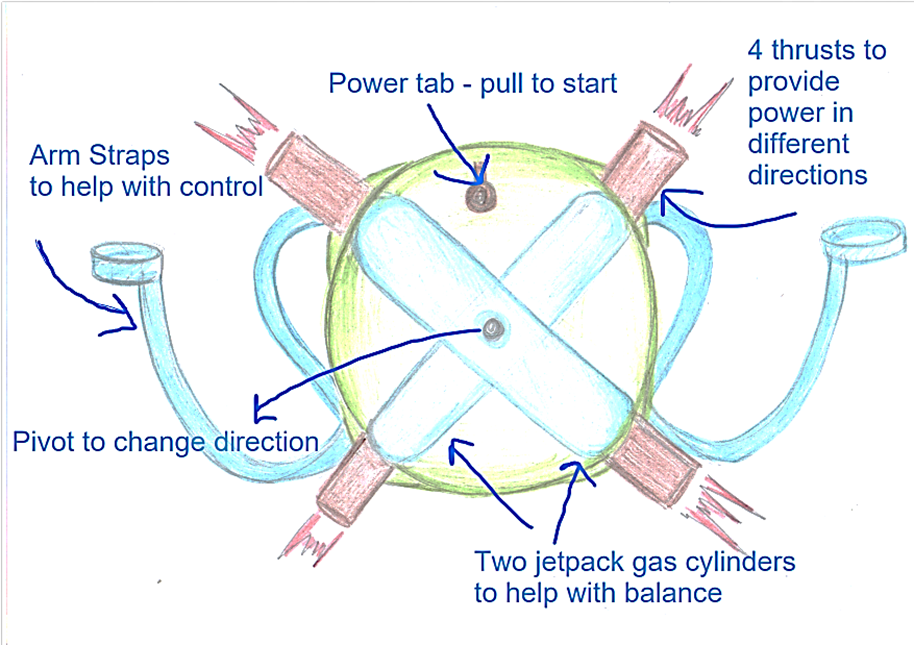 Power tab - pull to start
4 thrusts to
provide
power in
different
directions
Arm Straps
to help with control
Pivot to change direction
Two jetpack gas cylinders
to help with balance